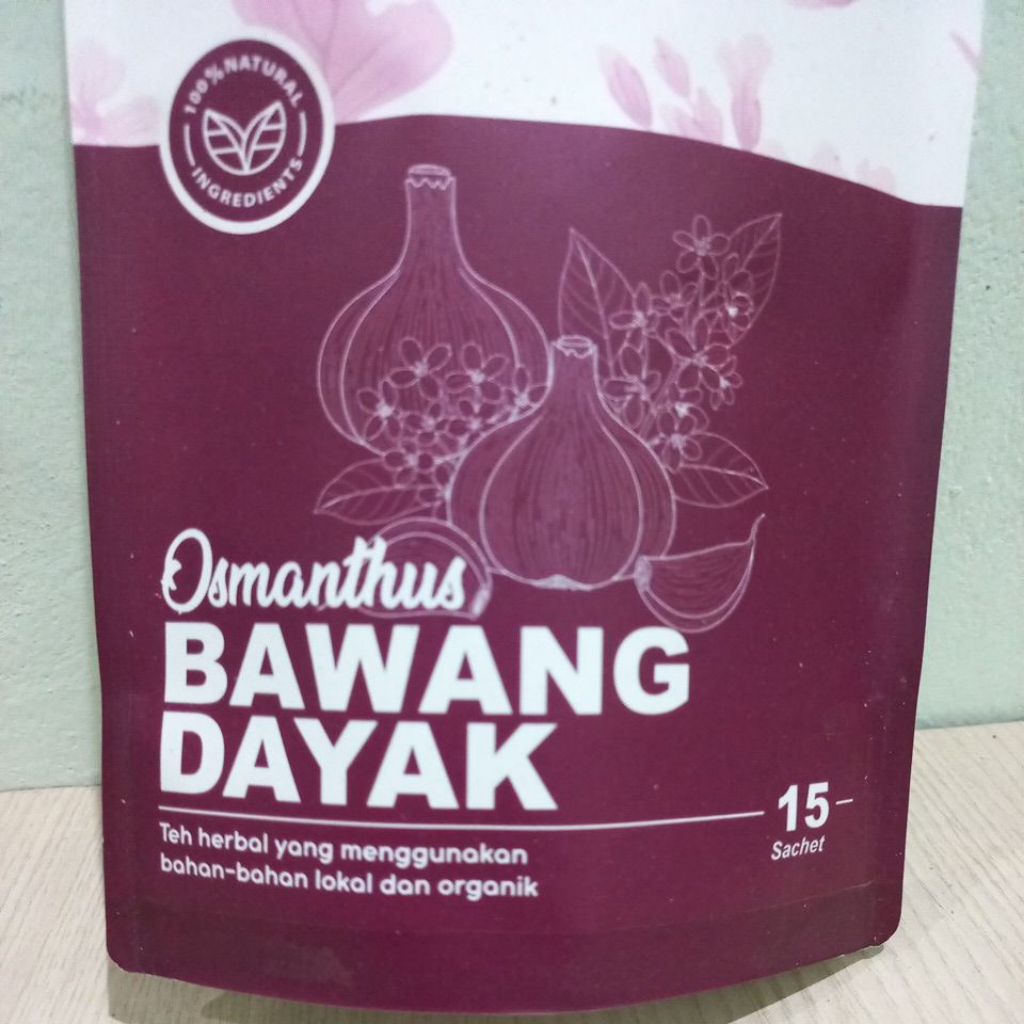 100% NATURAL
INGREDIENTS
Osmanthus
BAWANG
DAYAK
Teh herbal yang menggunakan
bahan-bahan lokal dan organik
15
Sachet